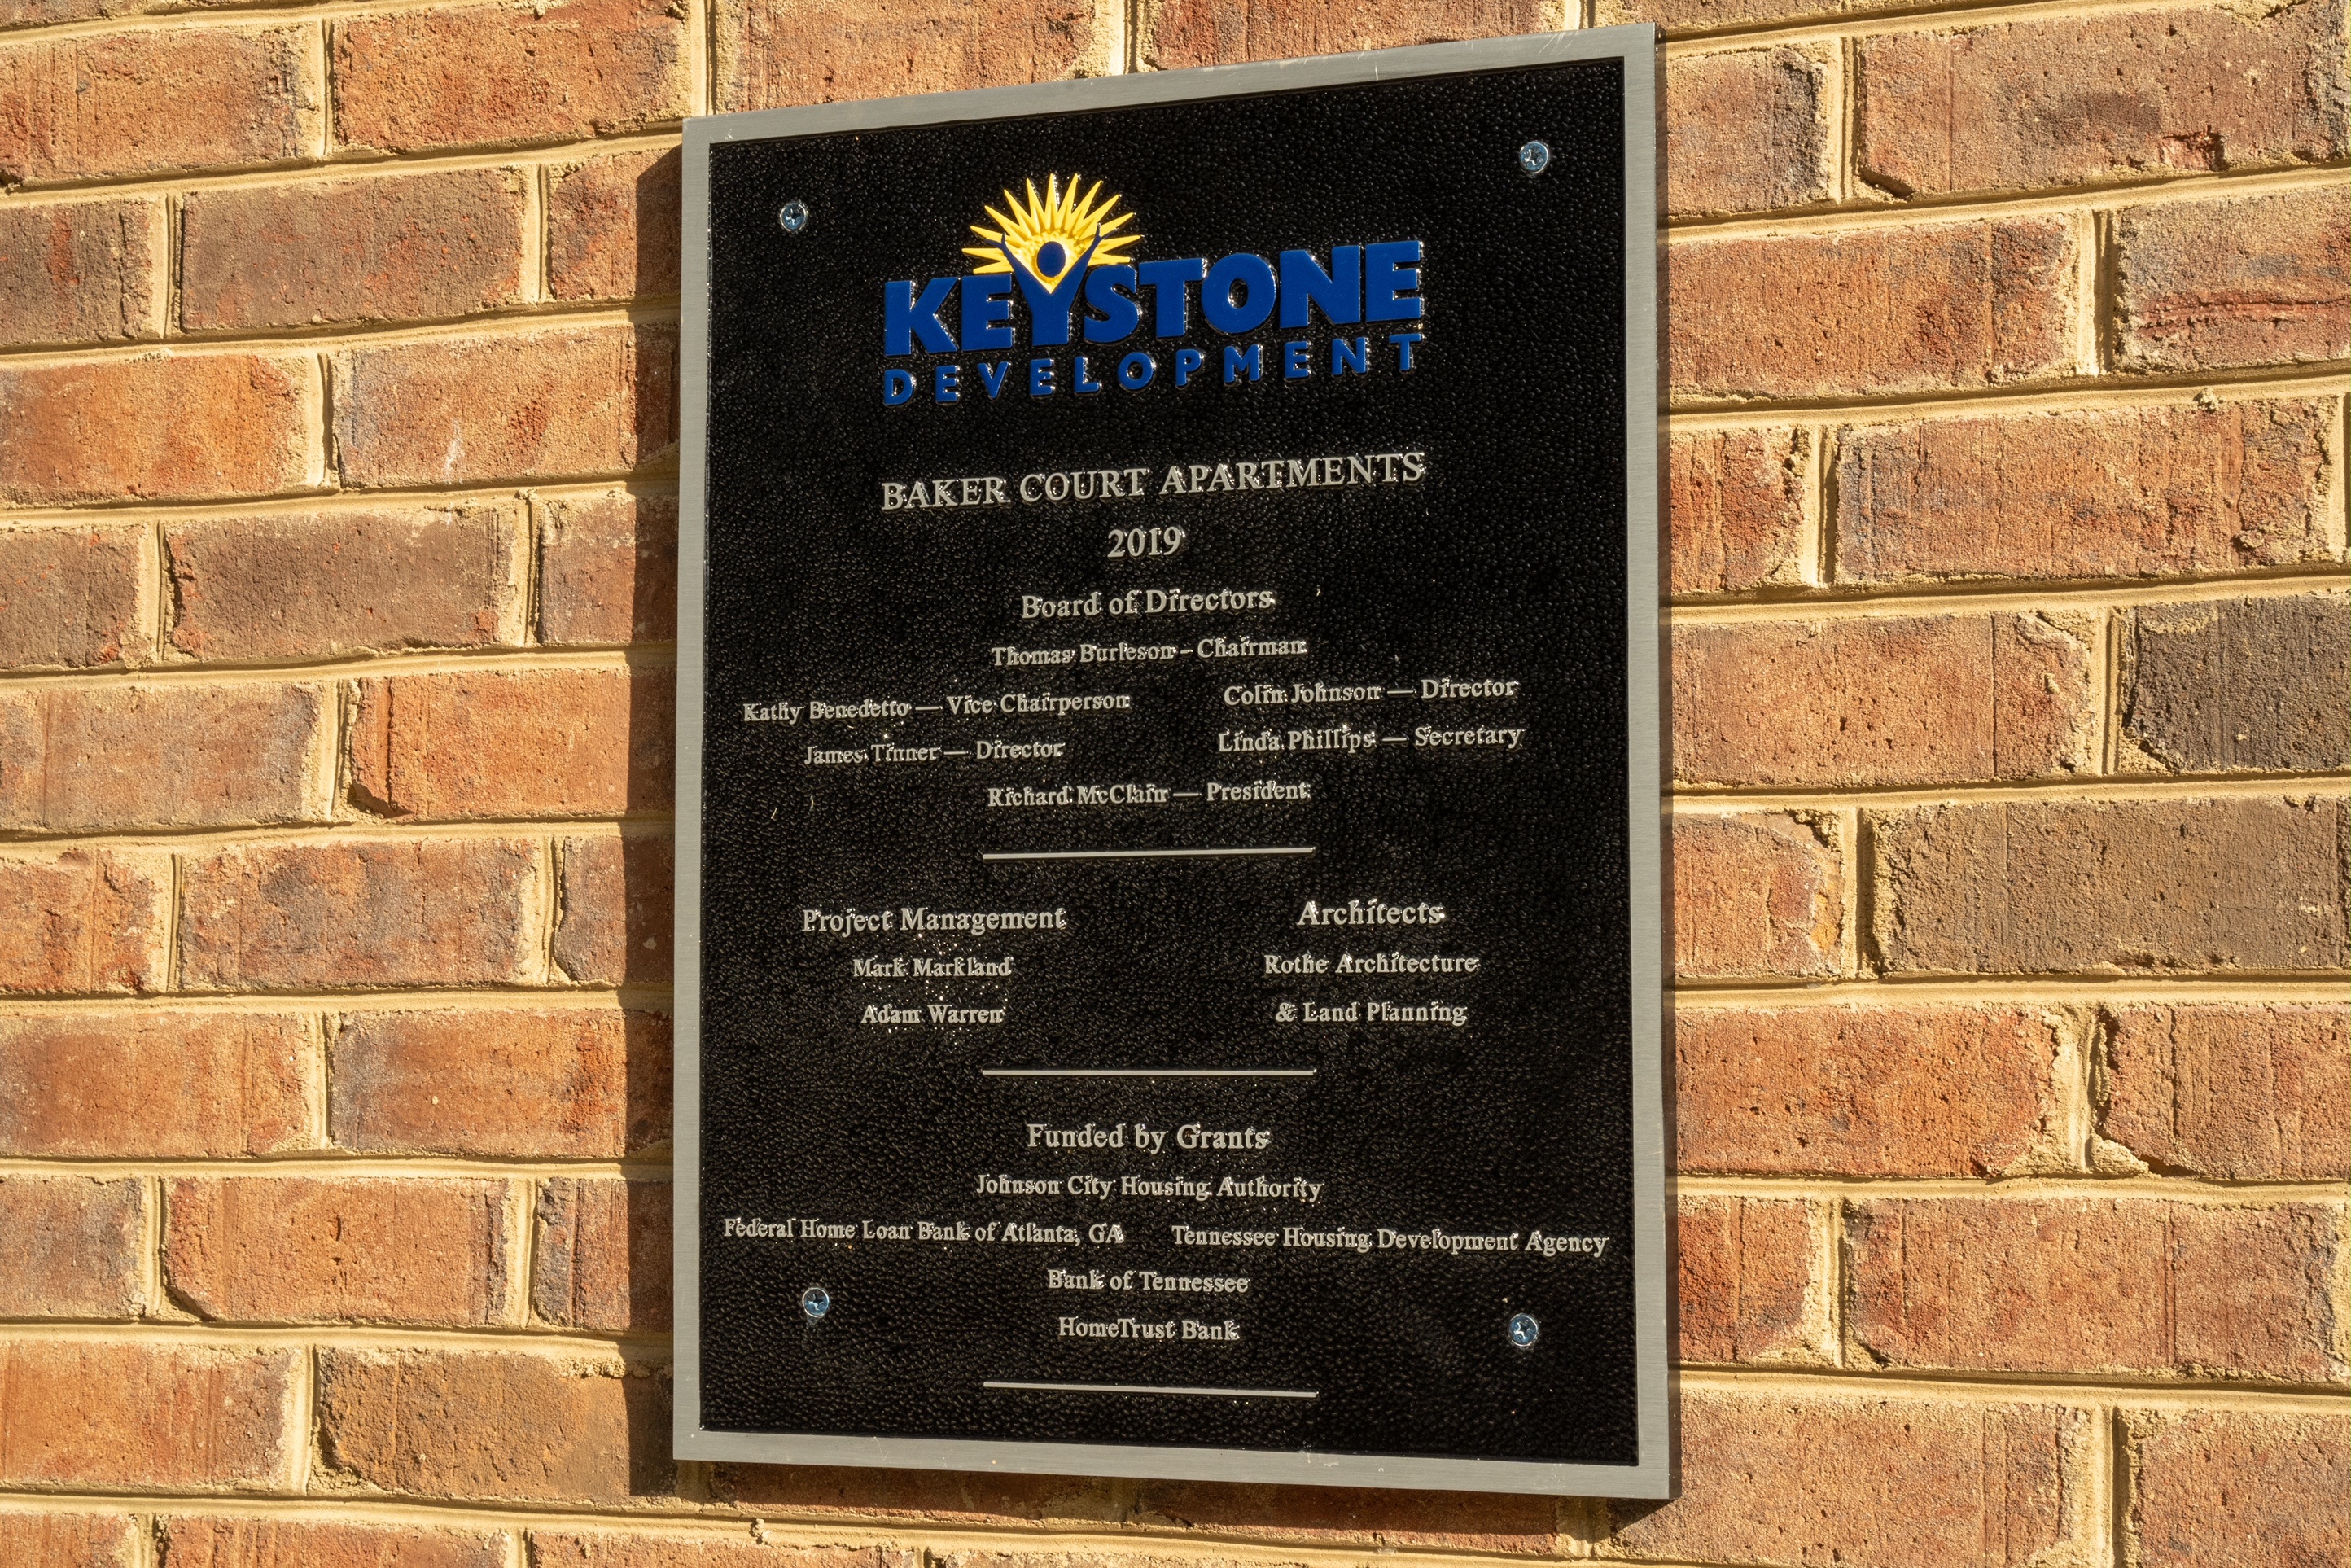 KEYSTONE
DEVELOPMENT
BAKER COURT APARTMENTS
2019
Board of Directors
Thomas Burleson – Chairman
Kathy Benedetto — Vice Chairperson Colin Johnson — Director
James Tinner — Director Linda Phillips — Secretary
Richard McClain — President
Project Management Architects
Mark Markland Rothe Architecture
Adam Warren & Land Planning
Funded by Grants
Johnson City Housing Authority
Federal Home Loan Bank of Atlanta, GA Tennessee Housing Development Agency
Bank of Tennessee
HomeTrust Bank